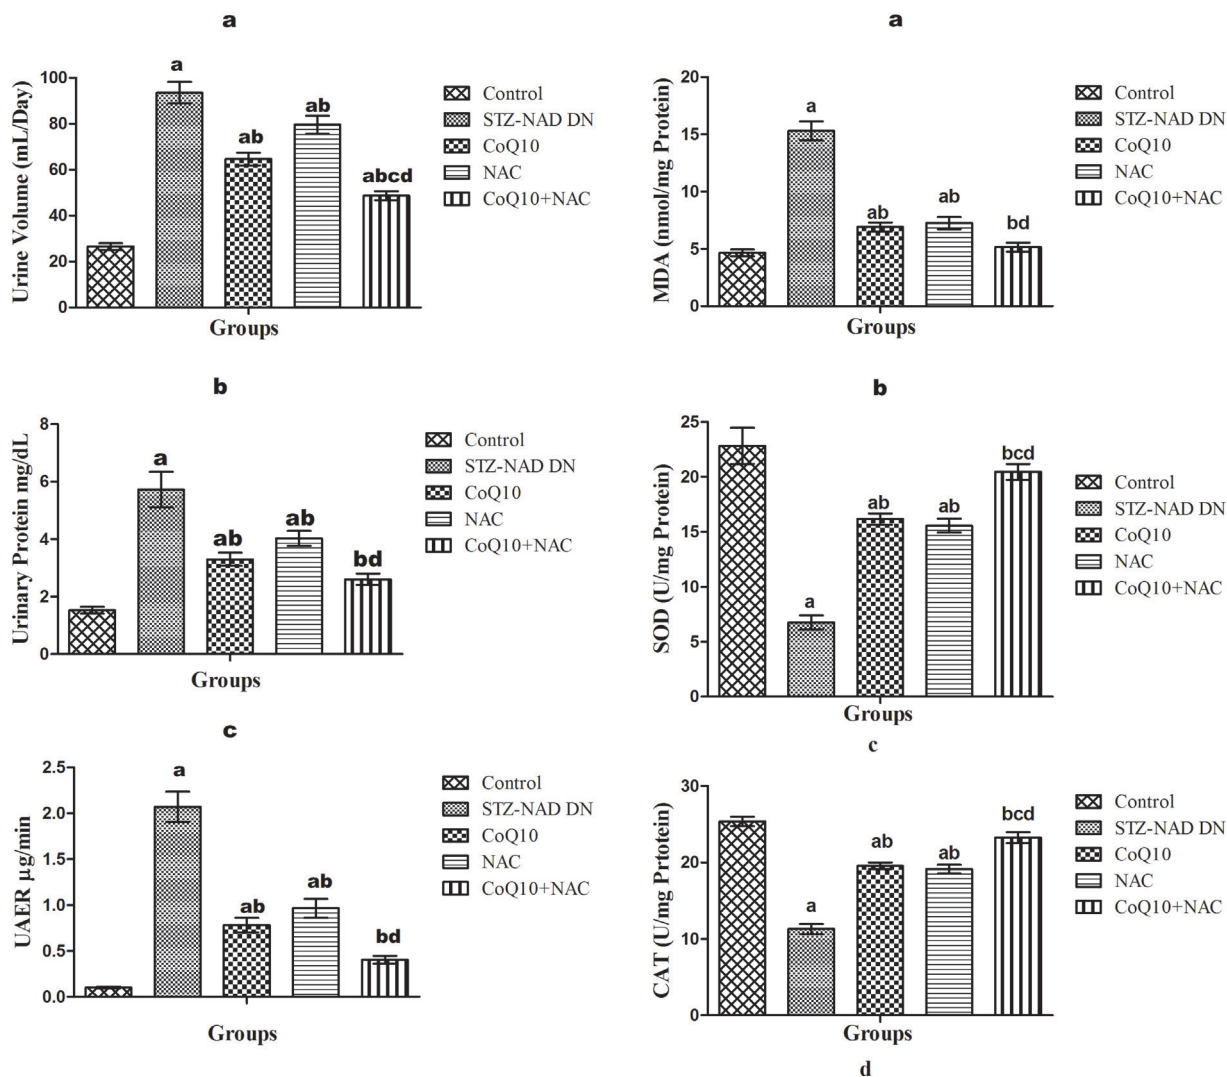 a
Urine Volume (mL/Day)
100
80
60
40
20
0
a
ab
ab
abcd
Groups
Control
STZ-NAD DN
CoQ10
NAC
CoQ10+NAC
b
Urinary Protein mg/dL
8
6
4
2
0
a
ab
ab
bd
Groups
Control
STZ-NAD DN
CoQ10
NAC
CoQ10+NAC
c
UAER µg/min
2.5
2.0
1.5
1.0
0.5
0.0
a
ab
ab
bd
Groups
Control
STZ-NAD DN
CoQ10
NAC
CoQ10+NAC
a
MDA (nmol/mg Protein)
20
15
10
5
0
a
ab
ab
bd
Groups
Control
STZ-NAD DN
CoQ10
NAC
CoQ10+NAC
b
SOD (U/mg Protein)
25
20
15
10
5
0
a
ab
ab
bcd
Groups
Control
STZ-NAD DN
CoQ10
NAC
CoQ10+NAC
c
CAT (U/mg Prtotein)
30
20
10
0
a
ab
ab
bcd
Groups
Control
STZ-NAD DN
CoQ10
NAC
CoQ10+NAC
d